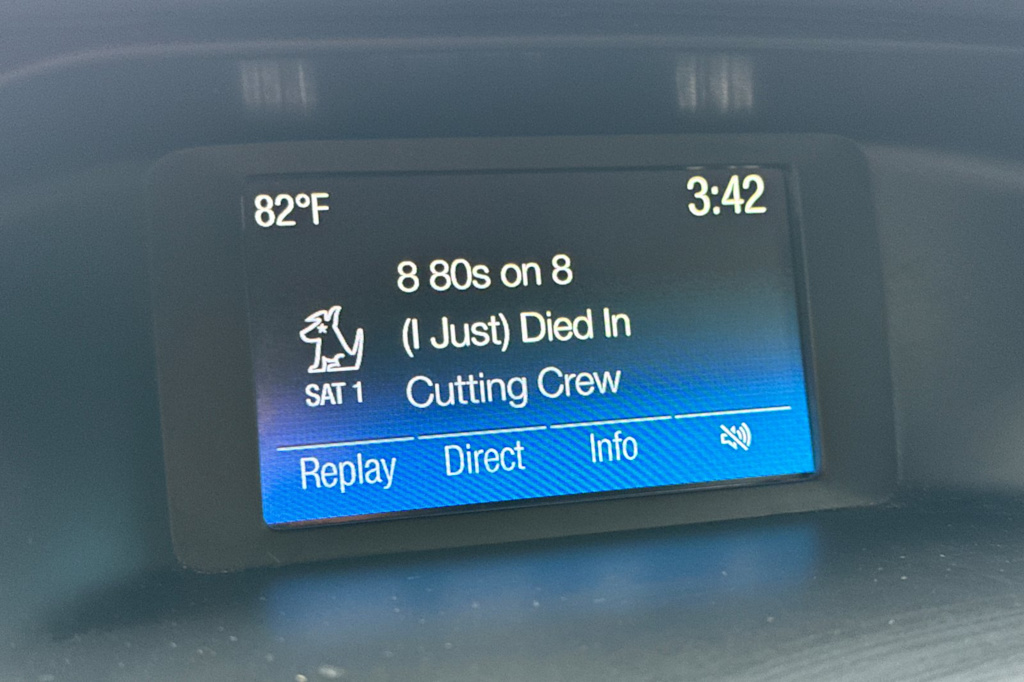 82°F
3:42
8 80s on 8
(I Just) Died In
SAT 1
Cutting Crew
Replay
Direct
Info